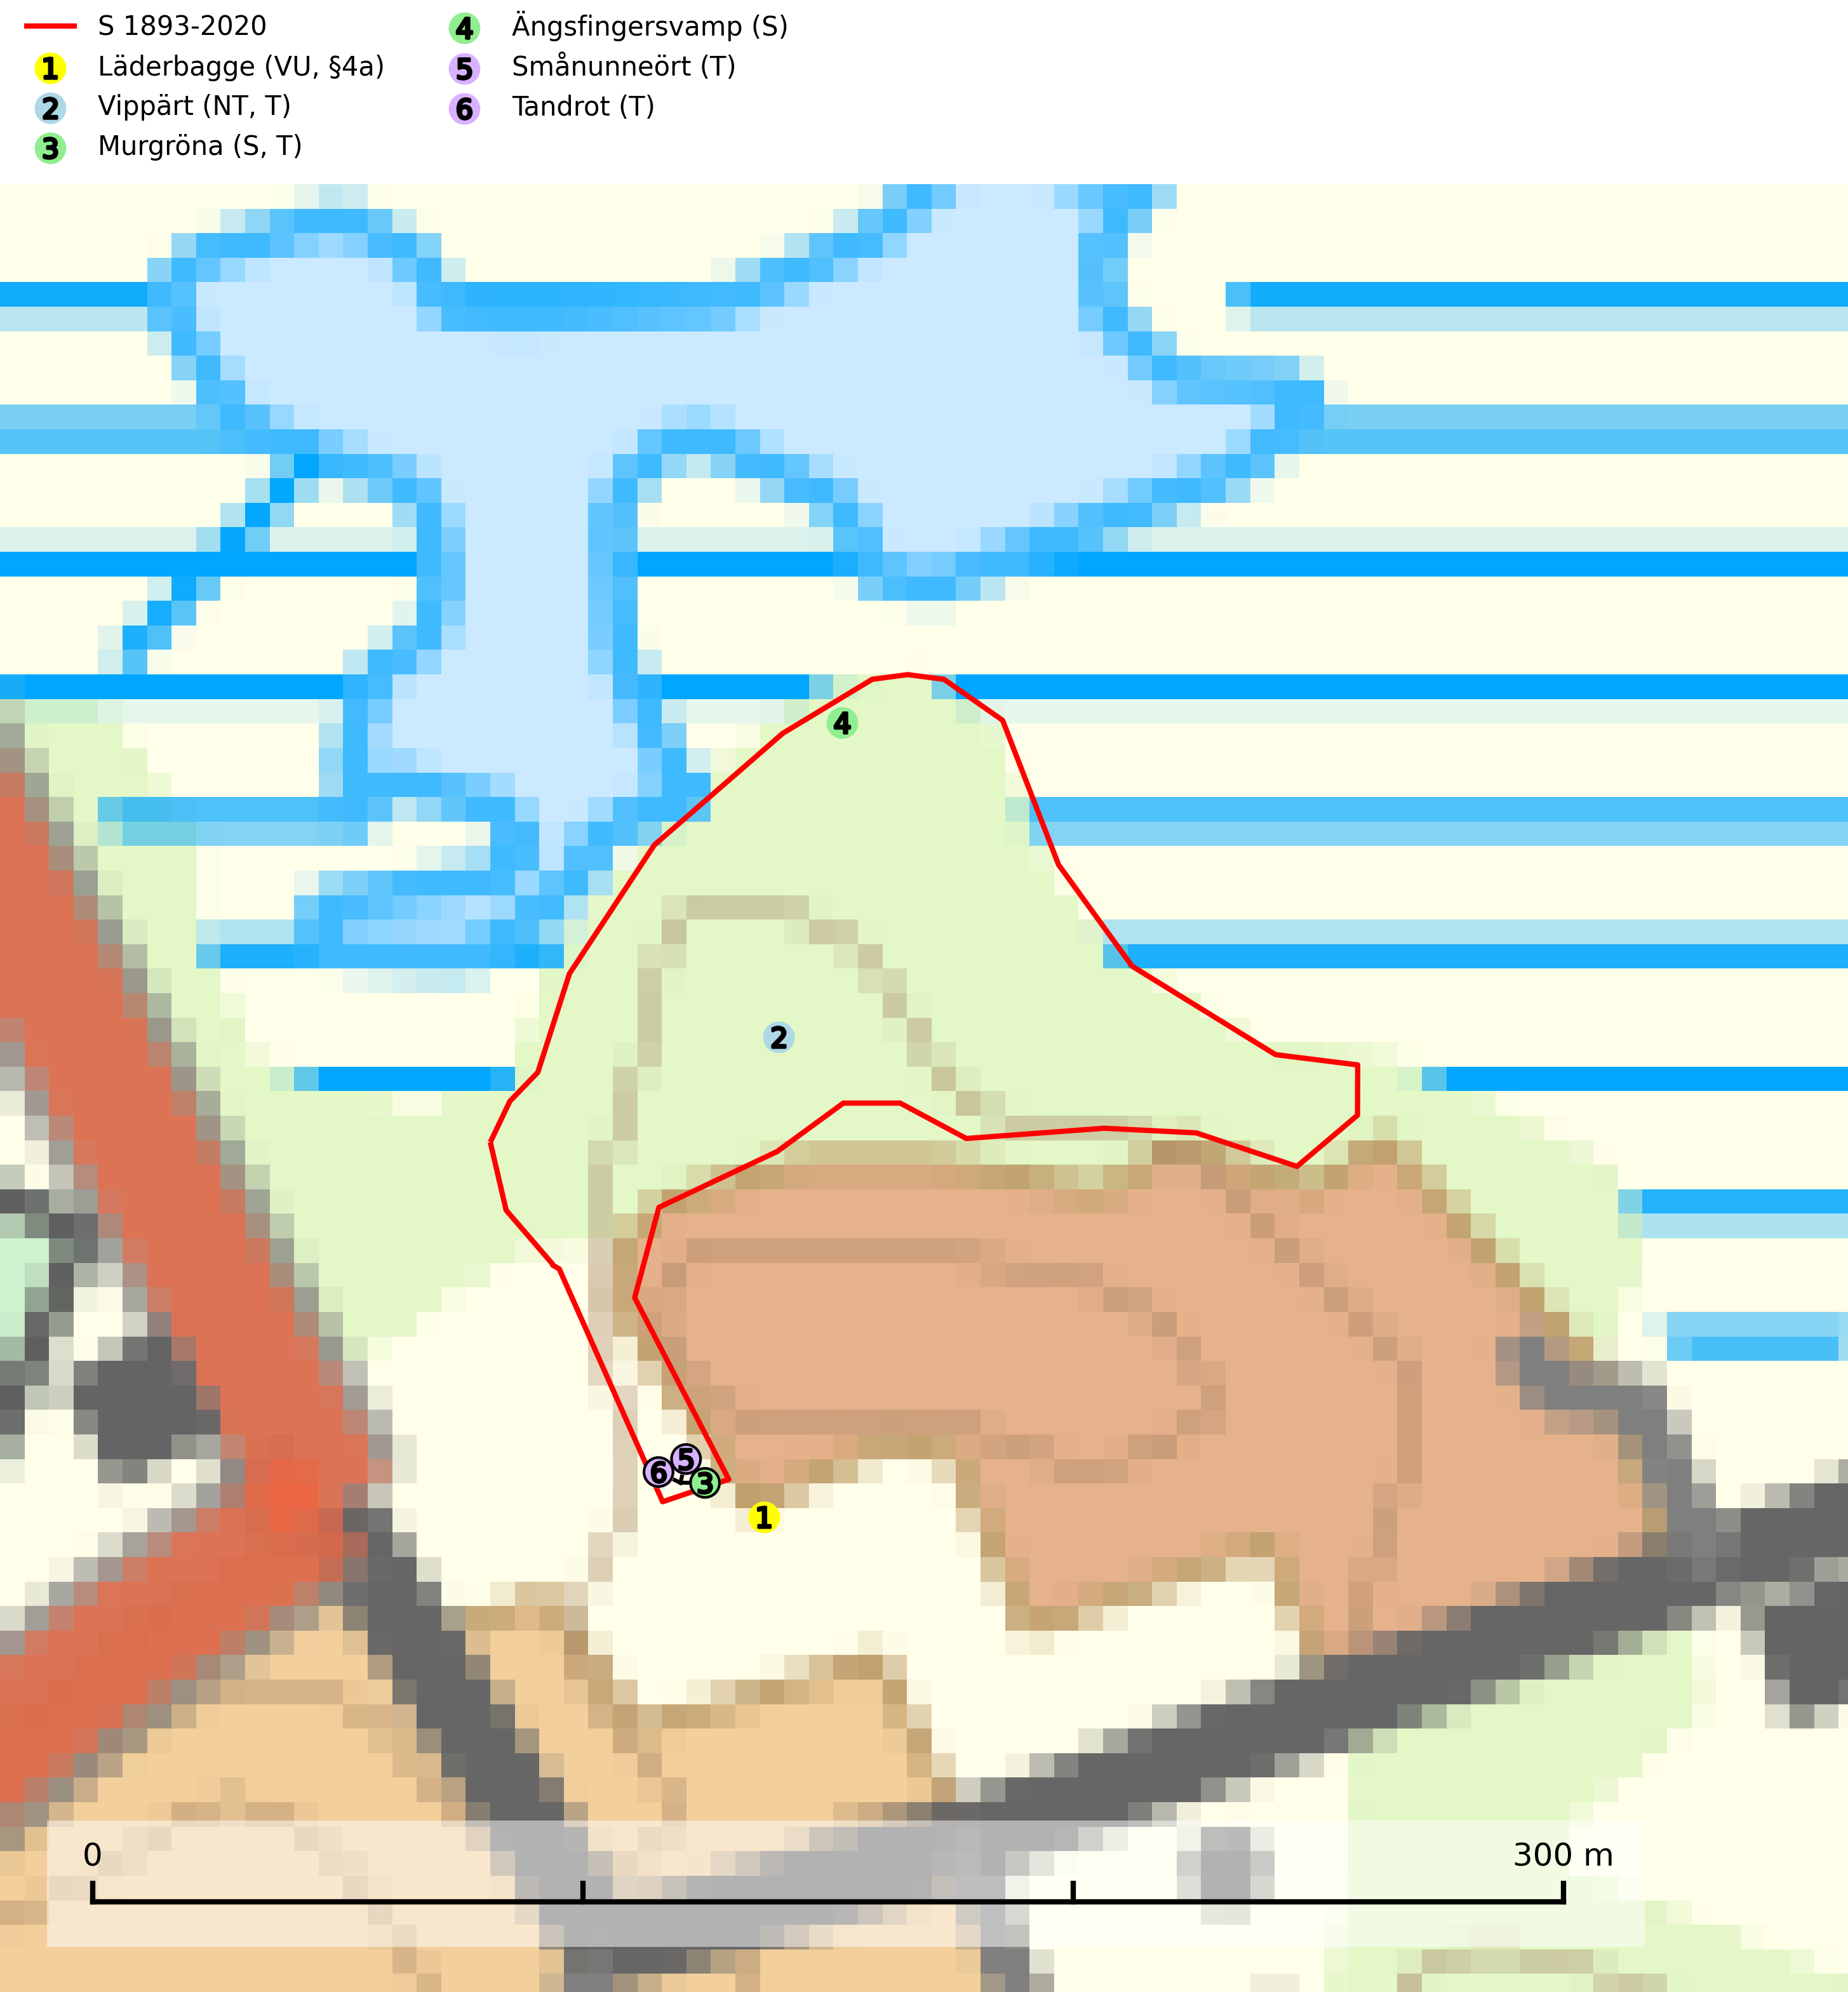 S 1893-2020
1 Läderbagge (VU, §4a)
2 Vippärt (NT, T)
3 Murgröna (S, T)
4 Ängsfingersvamp (S)
5 Smånunneört (T)
6 Tandrot (T)
4
2
5
6
3
1
0 300 m